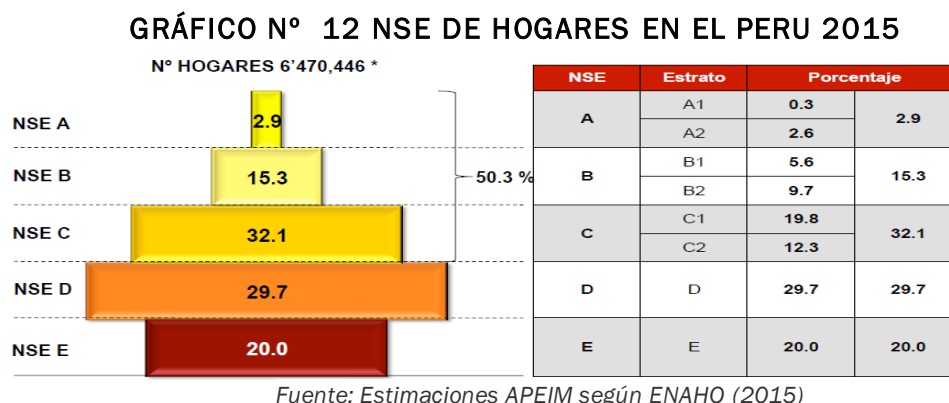 GRÁFICO Nº 12 NSE DE HOGARES EN EL PERU 2015
Nº HOGARES 6'470,446 *
NSE A
2.9
NSE B
15.3
50.3 %
NSE C
32.1
NSE D
29.7
NSE E
20.0
NSE Estrato Porcentaje
A A1 0.3 2.9
A2 2.6
B B1 5.6 15.3
B2 9.7
C C1 19.8 32.1
C2 12.3
D D 29.7 29.7
E E 20.0 20.0
Fuente: Estimaciones APEIM según ENAHO (2015)